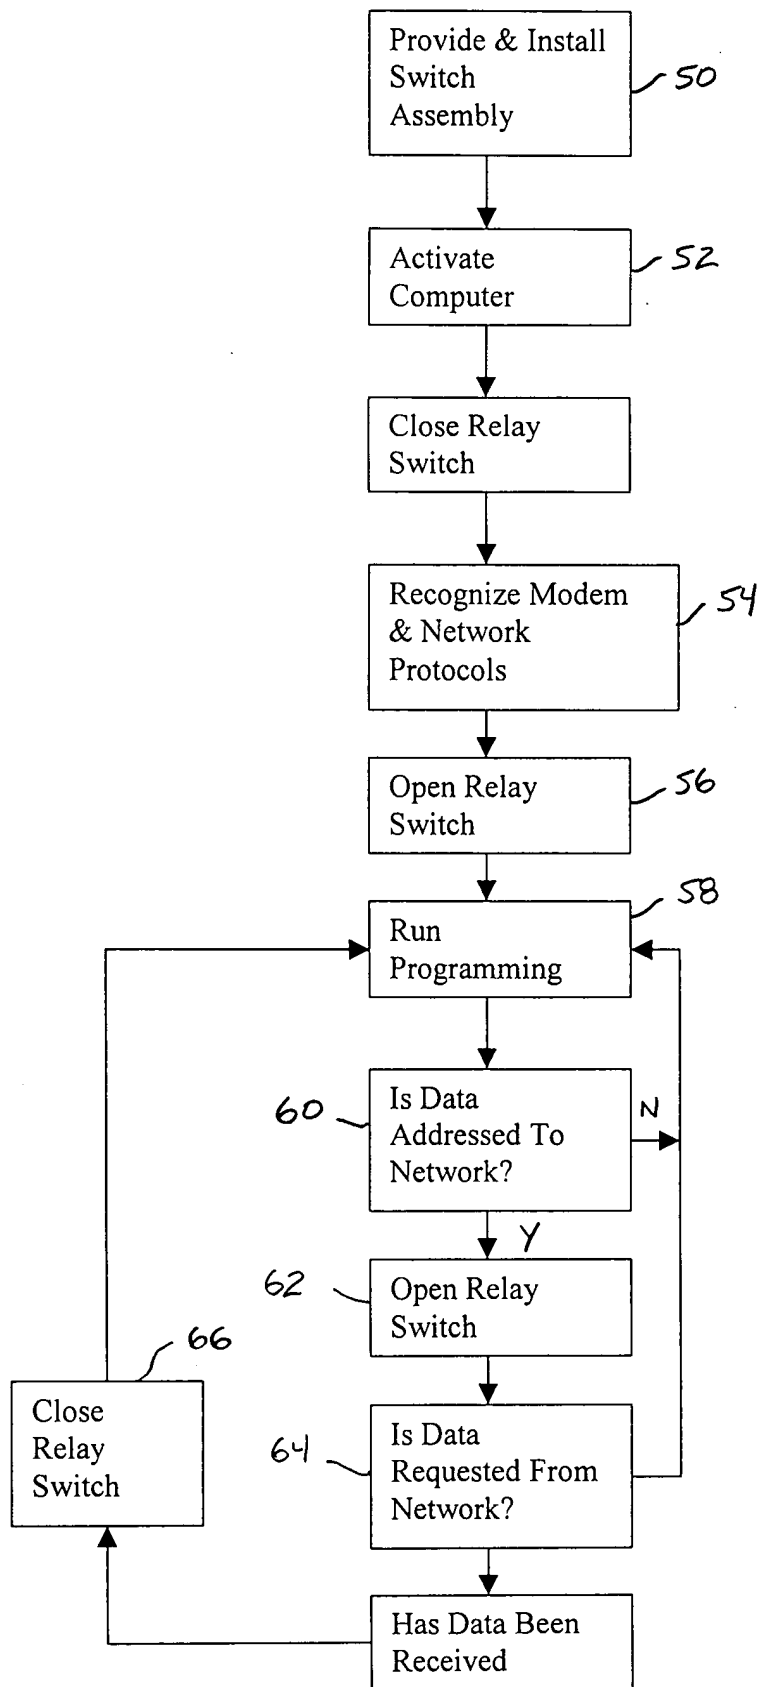 Provide & Install
Switch
Assembly
50
Activate
Computer
52
Close Relay
Switch
Recognize Modem
& Network
Protocols
54
Open Relay
Switch
56
Run
Programming
58
Is Data
Addressed To
Network?
60
N
Y
Open Relay
Switch
62
Is Data
Requested From
Network?
64
Close
Relay
Switch
66
Has Data Been
Received